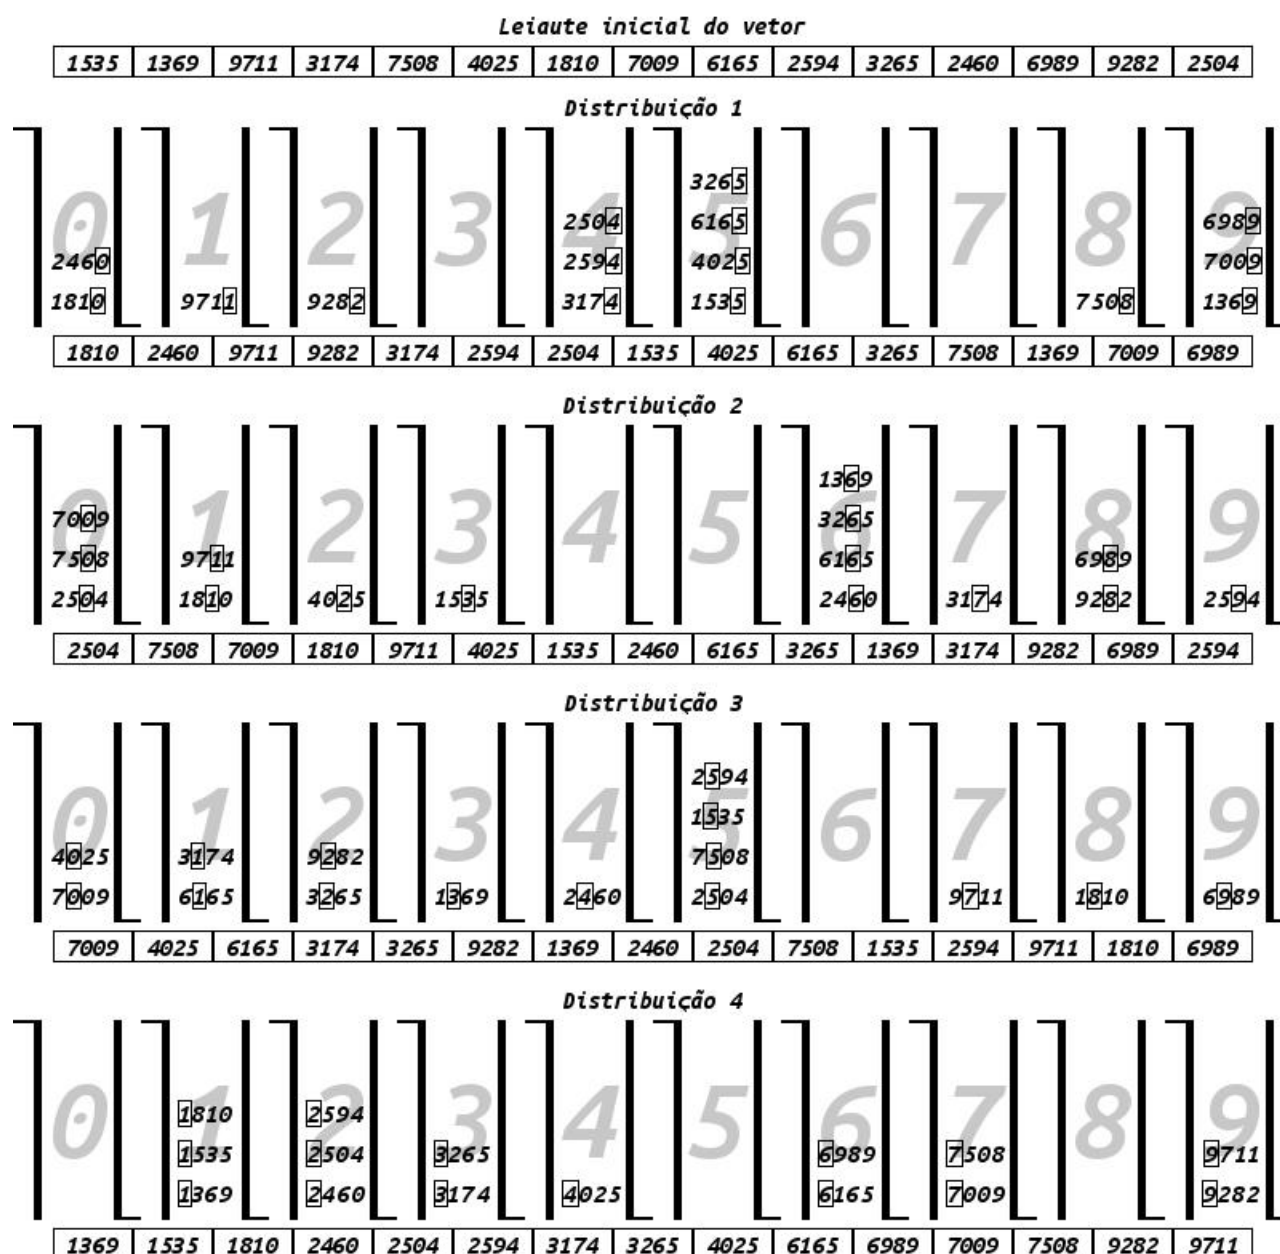 Leiaute inicial do vetor
1535 1369 9711 3174 7508 4025 1810 7009 6165 2594 3265 2460 6989 9282 2504
Distribuição 1
0 1 2 3 4 5 6 7 8 9
3265
2504 6165 6989
2460 2594 4025 7009
1810 9711 9282 3174 1535 7508 1369
1810 2460 9711 9282 3174 2594 2504 1535 4025 6165 3265 7508 1369 7009 6989
Distribuição 2
0 1 2 3 4 5 6 7 8 9
1369
7009 3265
7508 9711 6165 6989
2504 1810 4025 1535 2460 3174 9282 2594
2504 7508 7009 1810 9711 4025 1535 2460 6165 3265 1369 3174 9282 6989 2594
Distribuição 3
0 1 2 3 4 5 6 7 8 9
2594
1535
4025 3174 9282 7508
7009 6165 3265 1369 2460 2504 9711 1810 6989
7009 4025 6165 3174 3265 9282 1369 2460 2504 7508 1535 2594 9711 1810 6989
Distribuição 4
0 1 2 3 4 5 6 7 8 9
1810 2594
1535 2504 3265 6989 7508 9711
1369 2460 3174 4025 6165 7009 9282
1369 1535 1810 2460 2504 2594 3174 3265 4025 6165 6989 7009 7508 9282 9711